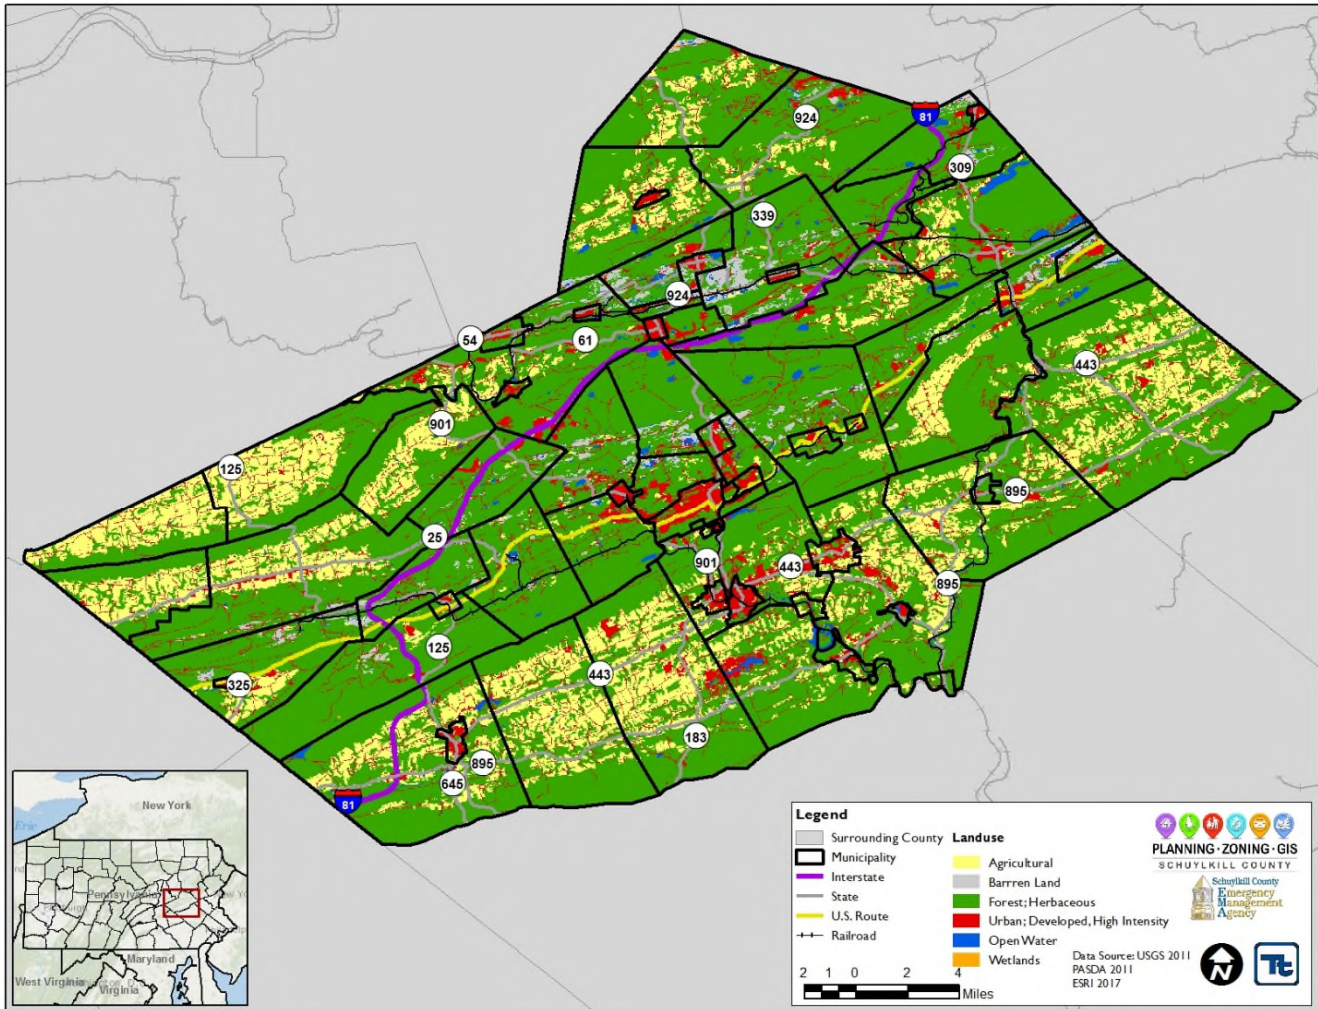 81
924
309
339
924
54
61
443
901
125
895
25
901
443
895
125
325
443
183
895
645
81
New York
Erie
Pennsylvania
Maryland
West Virginia
Virginia
Legend
Surrounding County
Municipality
Interstate
State
U.S. Route
Railroad
Landuse
Agricultural
Barrren Land
Forest; Herbaceous
Urban; Developed, High Intensity
Open Water
Wetlands
PLANNING · ZONING · GIS
SCHUYLKILL COUNTY
Schuylkill County
Emergency
Management
Agency
Data Source: USGS 2011
PASDA 2011
ESRI 2017
N
Tt
2 1 0 2 4
Miles